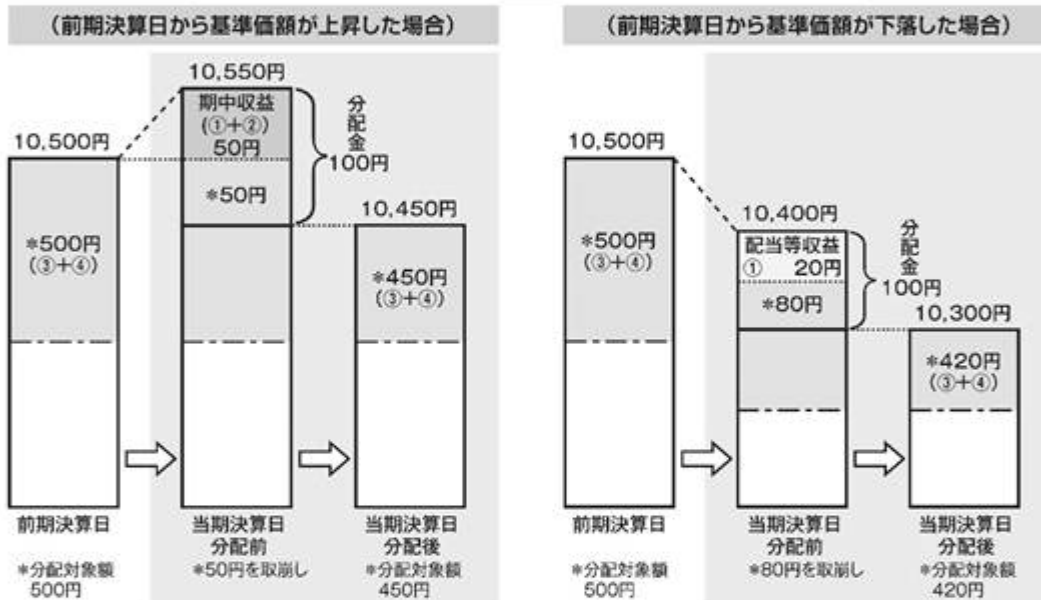 (前期決算日から基準価額が上昇した場合)
10,550円
期中収益
(①+②)
50円
*50円
分配金
100円
10,500円
*500円
(③+④)
10,450円
*450円
(③+④)
前期決算日
当期決算日
分配前
当期決算日
分配後
*分配対象額
500円
*50円を取崩し
*分配対象額
450円
(前期決算日から基準価額が下落した場合)
10,500円
*500円
(③+④)
10,400円
配当等収益
① 20円
*80円
分配金
100円
10,300円
*420円
(③+④)
前期決算日
当期決算日
分配前
当期決算日
分配後
*分配対象額
500円
*80円を取崩し
*分配対象額
420円